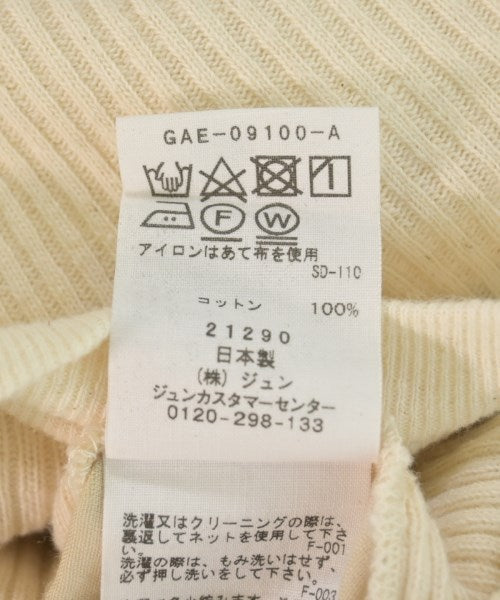 GAE-09100-A
F W
アイロンはあて布を使用
SD-110
コットン 100%
21290
日本製
(株)ジュン
ジュンカスタマーセンター
0120-298-133
洗濯又はクリーニングの際は、
裏返してネットを使用して下さ
い。 F-001
洗濯の際は、もみ洗いはせず、
必ず押し洗いをして下さい。
F-003